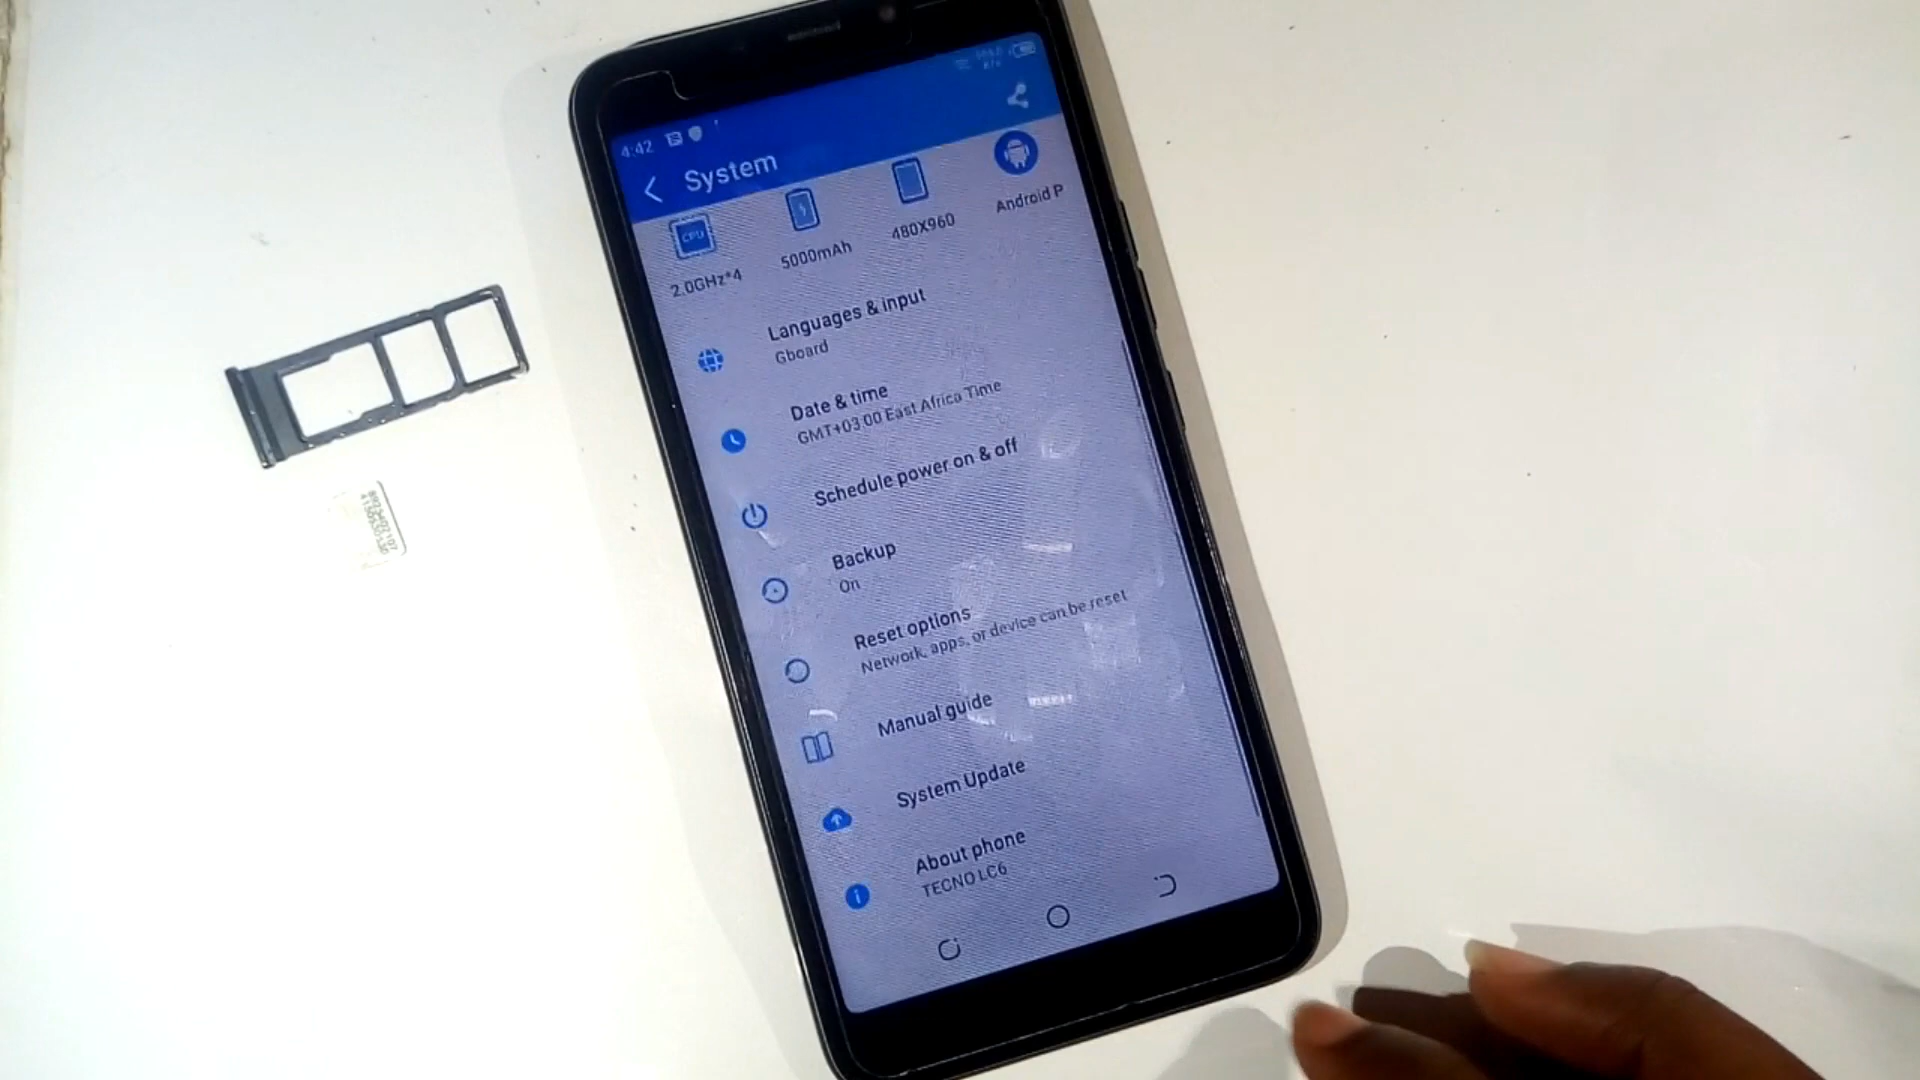 4:42
System
CPU
2.0GHz*4
5000mAh
480X960
Android P
Languages & input
Gboard
Date & time
GMT+03:00 East Africa Time
Schedule power on & off
Backup
On
Reset options
Network, apps, or device can be reset
Manual guide
System Update
About phone
TECNO LC6